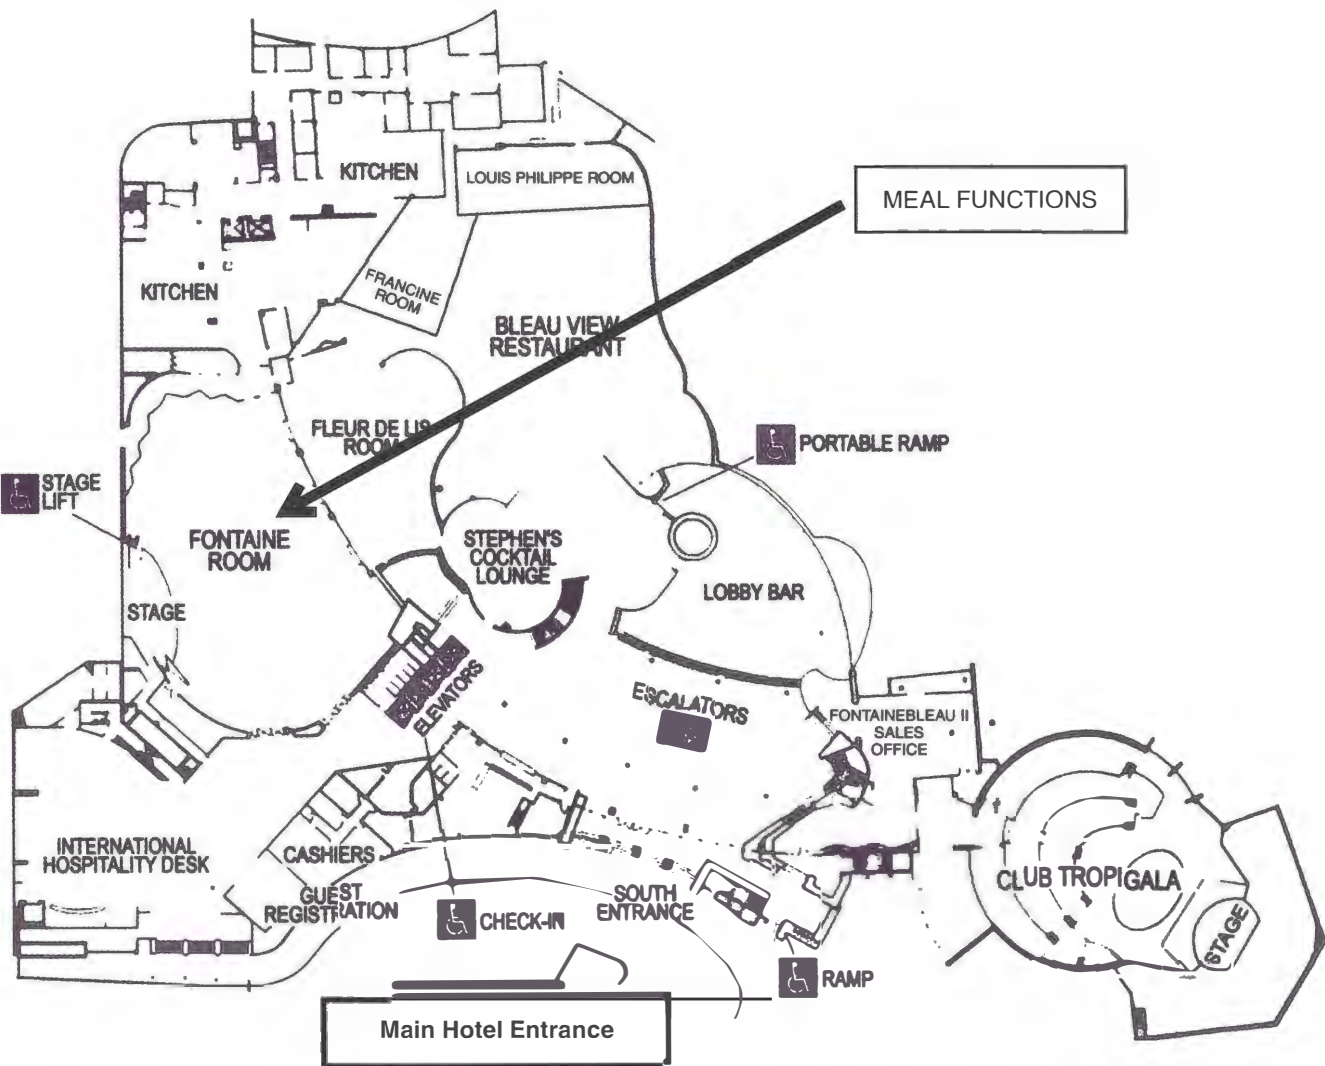 KITCHEN
LOUIS PHILIPPE ROOM
MEAL FUNCTIONS
FRANCINE
ROOM
KITCHEN
BLEAU VIEW
RESTAURANT
FLEUR DE LIS
ROOM
PORTABLE RAMP
STAGE
LIFT
FONTAINE
ROOM
STEPHEN'S
COCKTAIL
LOUNGE
LOBBY BAR
STAGE
ELEVATORS
ESCALATORS
FONTAINEBLEAU II
SALES
OFFICE
INTERNATIONAL
HOSPITALITY DESK
CASHIERS
CLUB TROPIGALA
STAGE
GUEST
REGISTRATION
CHECK-IN
SOUTH
ENTRANCE
RAMP
Main Hotel Entrance